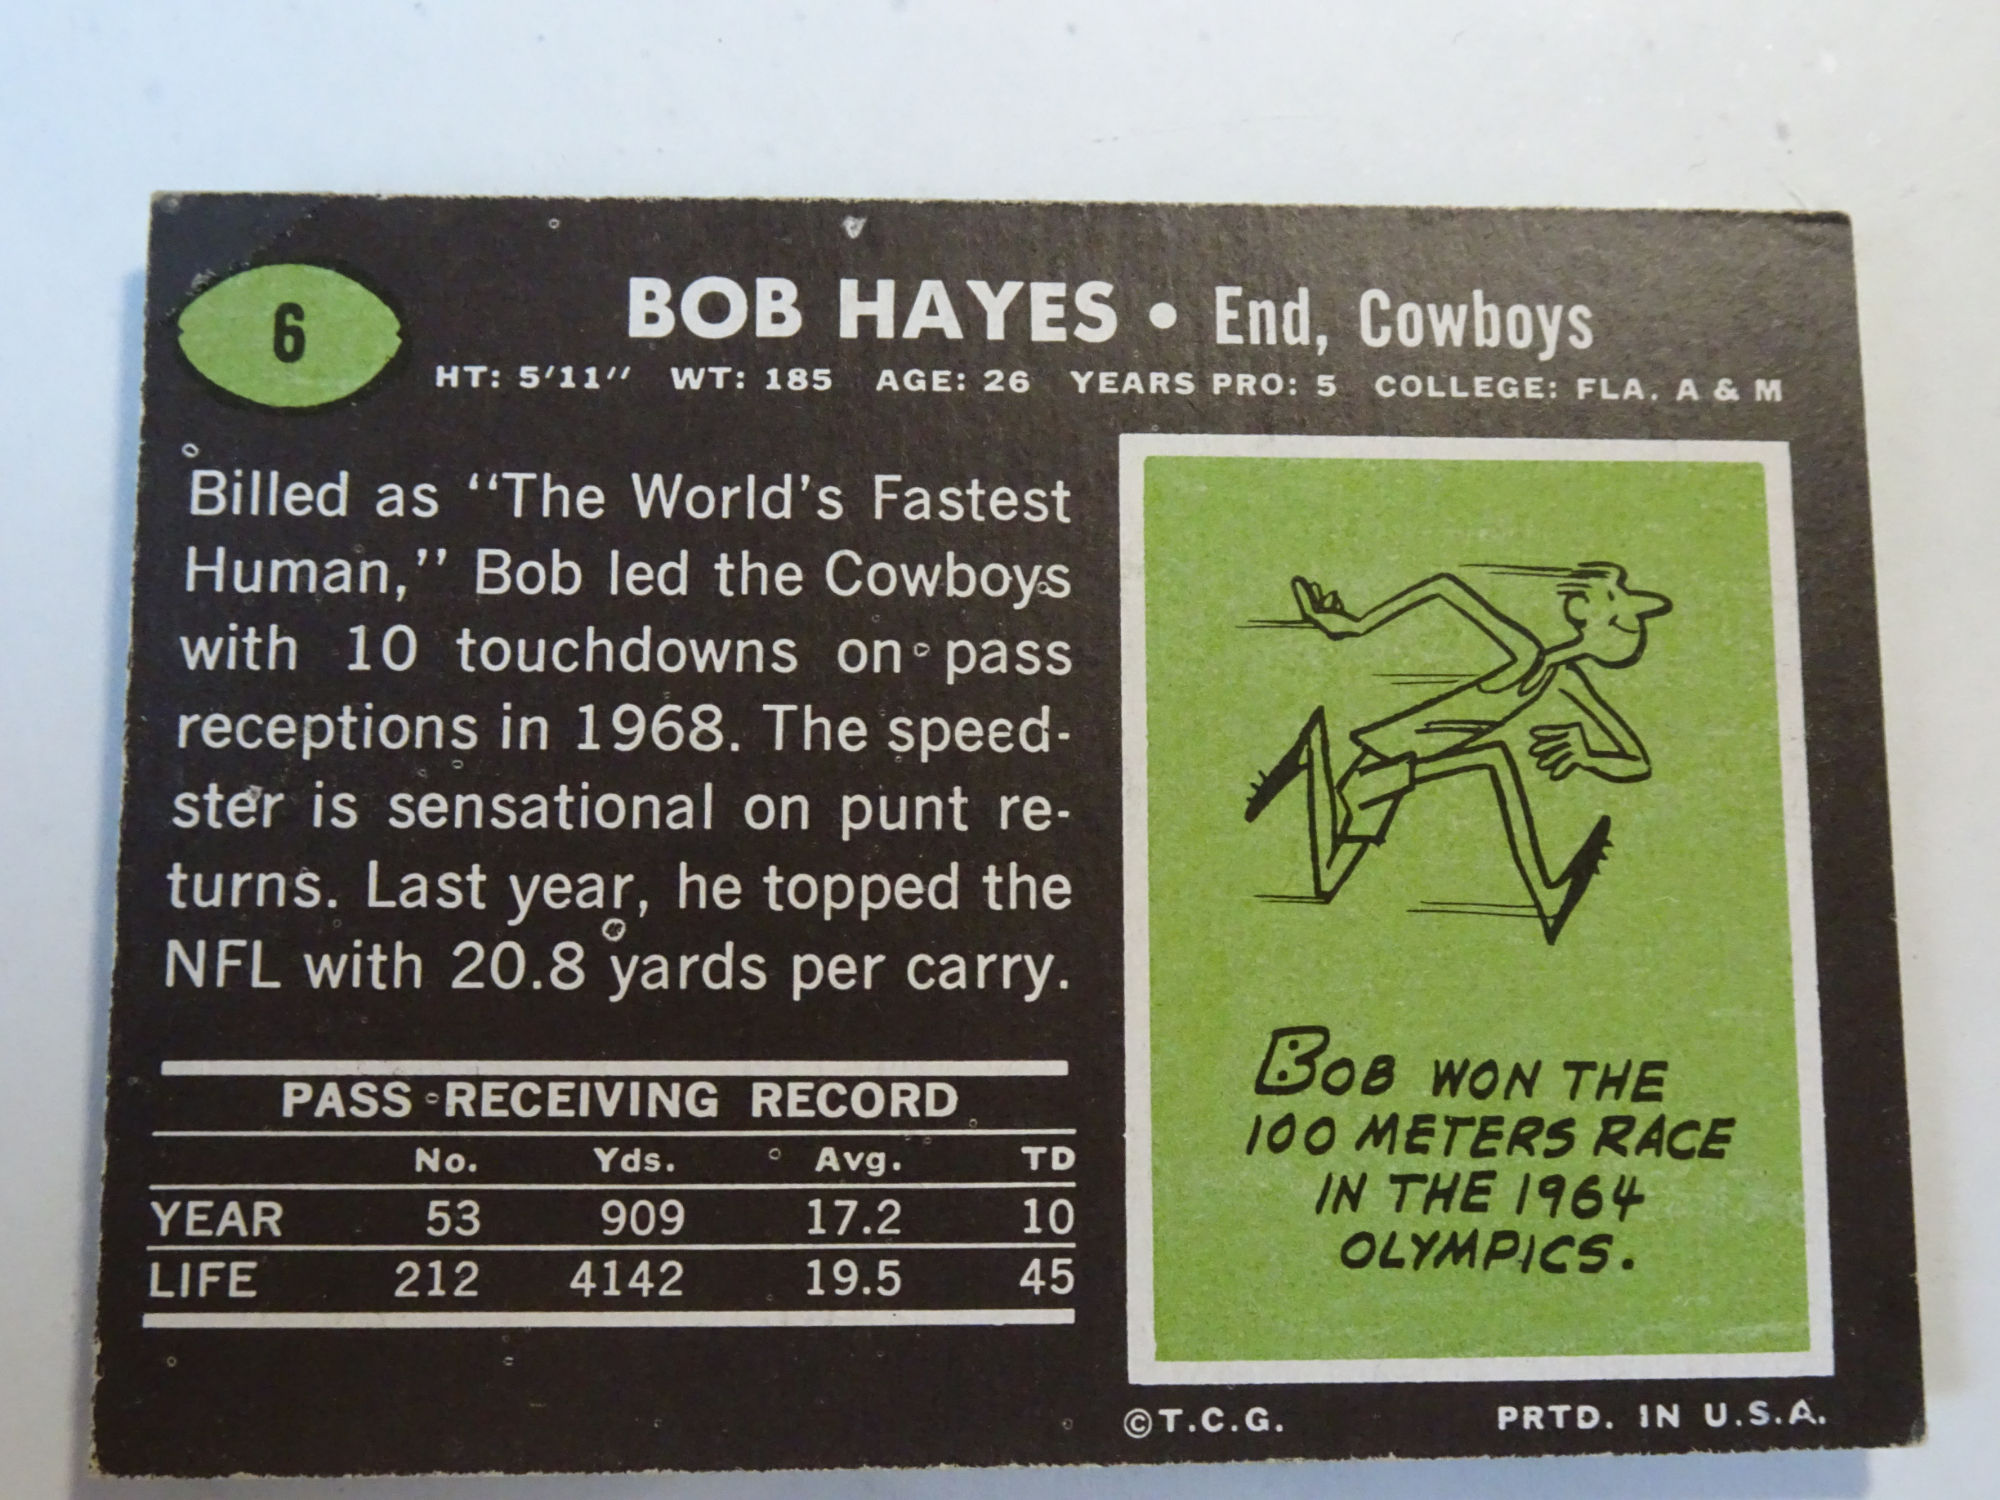 6
BOB HAYES • End, Cowboys
HT: 5'11" WT: 185 AGE: 26 YEARS PRO: 5 COLLEGE: FLA. A & M
Billed as "The World's Fastest
Human," Bob led the Cowboys
with 10 touchdowns on pass
receptions in 1968. The speed-
ster is sensational on punt re-
turns. Last year, he topped the
NFL with 20.8 yards per carry.
PASS RECEIVING RECORD
No. Yds. Avg. TD
YEAR 53 909 17.2 10
LIFE 212 4142 19.5 45
BOB WON THE
100 METERS RACE
IN THE 1964
OLYMPICS.
©T.C.G. PRTD. IN U.S.A.